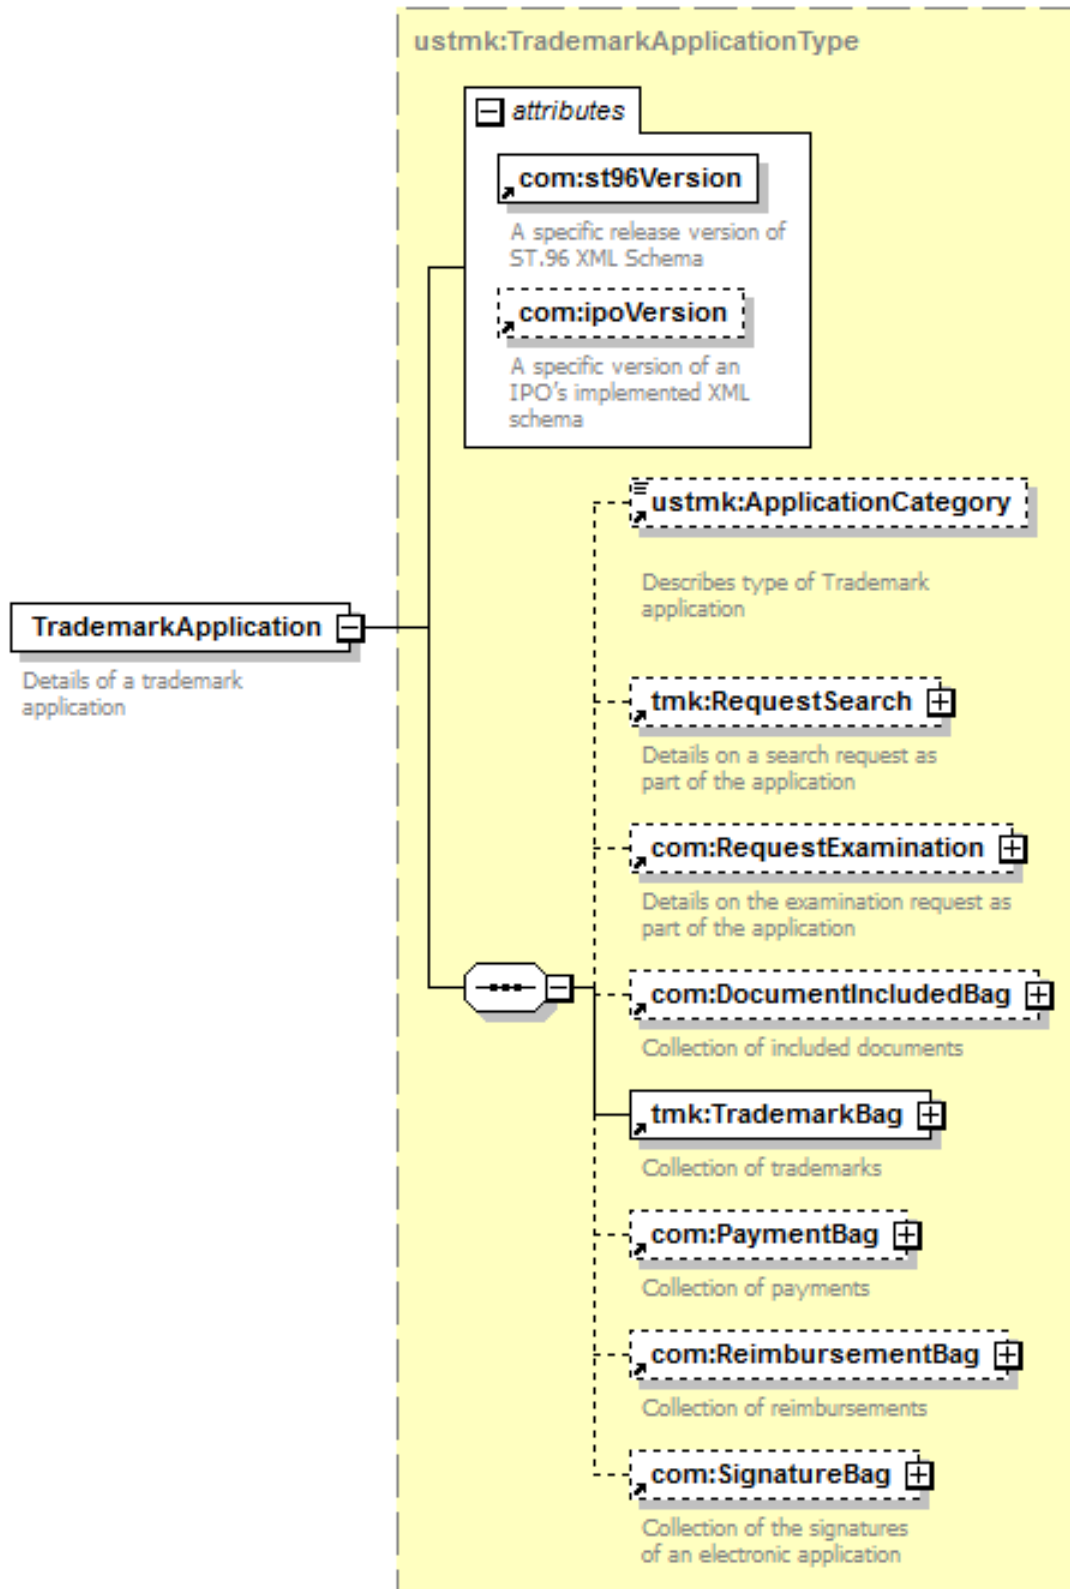 ustmk:TrademarkApplicationType
attributes
com:st96Version
A specific release version of
ST.96 XML Schema
com:ipoVersion
A specific version of an
IPO's implemented XML
schema
ustmk:ApplicationCategory
Describes type of Trademark
application
TrademarkApplication
Details of a trademark
application
tmk:RequestSearch
Details on a search request as
part of the application
com:RequestExamination
Details on the examination request as
part of the application
com:DocumentIncludedBag
Collection of included documents
tmk:TrademarkBag
Collection of trademarks
com:PaymentBag
Collection of payments
com:ReimbursementBag
Collection of reimbursements
com:SignatureBag
Collection of the signatures
of an electronic application